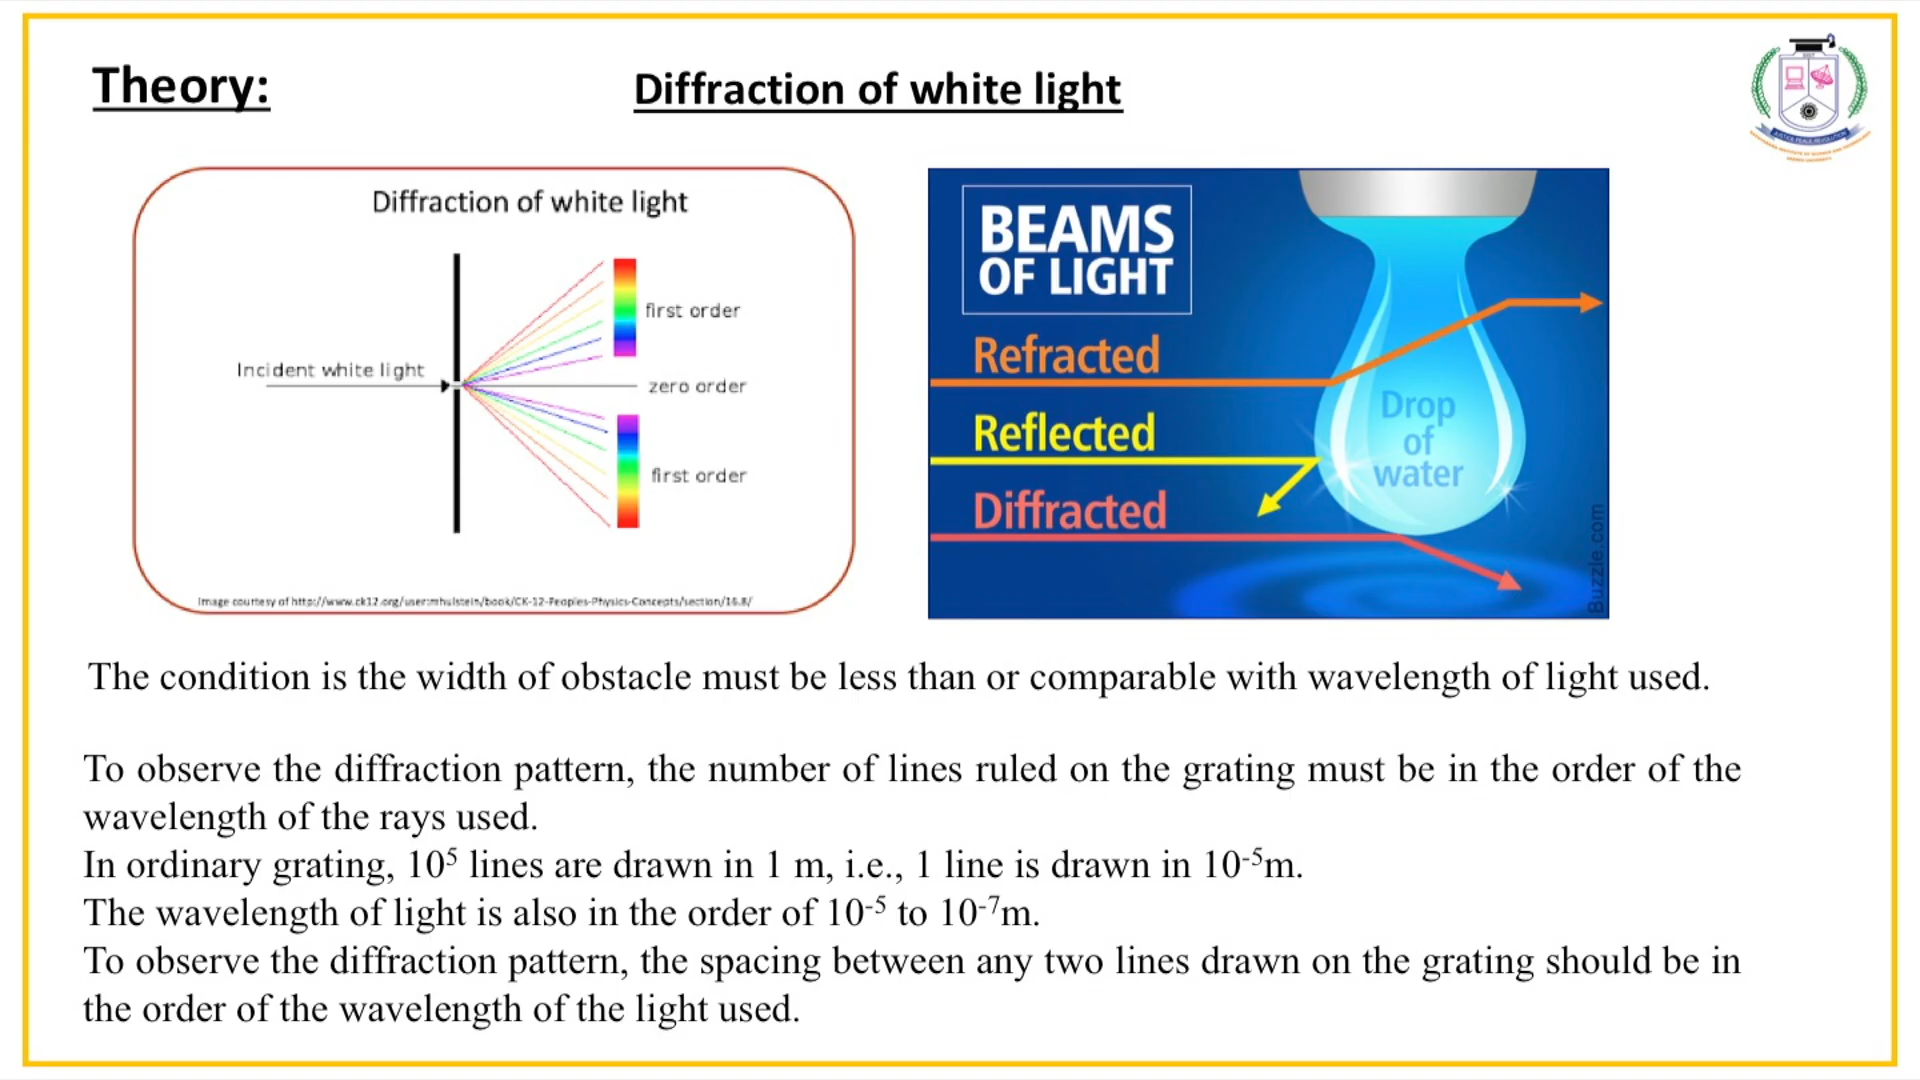 Theory:
Diffraction of white light
Diffraction of white light
first order
Incident white light
zero order
first order
Image courtesy of http://www.ck12.org/user:mhulstein/book/CK-12-Peoples-Physics-Concepts/section/16.8/
BEAMS
OF LIGHT
Refracted
Reflected
Diffracted
Drop
of
water
Buzzle.com
The condition is the width of obstacle must be less than or comparable with wavelength of light used.
To observe the diffraction pattern, the number of lines ruled on the grating must be in the order of the
wavelength of the rays used.
In ordinary grating, 10⁵ lines are drawn in 1 m, i.e., 1 line is drawn in 10⁻⁵m.
The wavelength of light is also in the order of 10⁻⁵ to 10⁻⁷m.
To observe the diffraction pattern, the spacing between any two lines drawn on the grating should be in
the order of the wavelength of the light used.